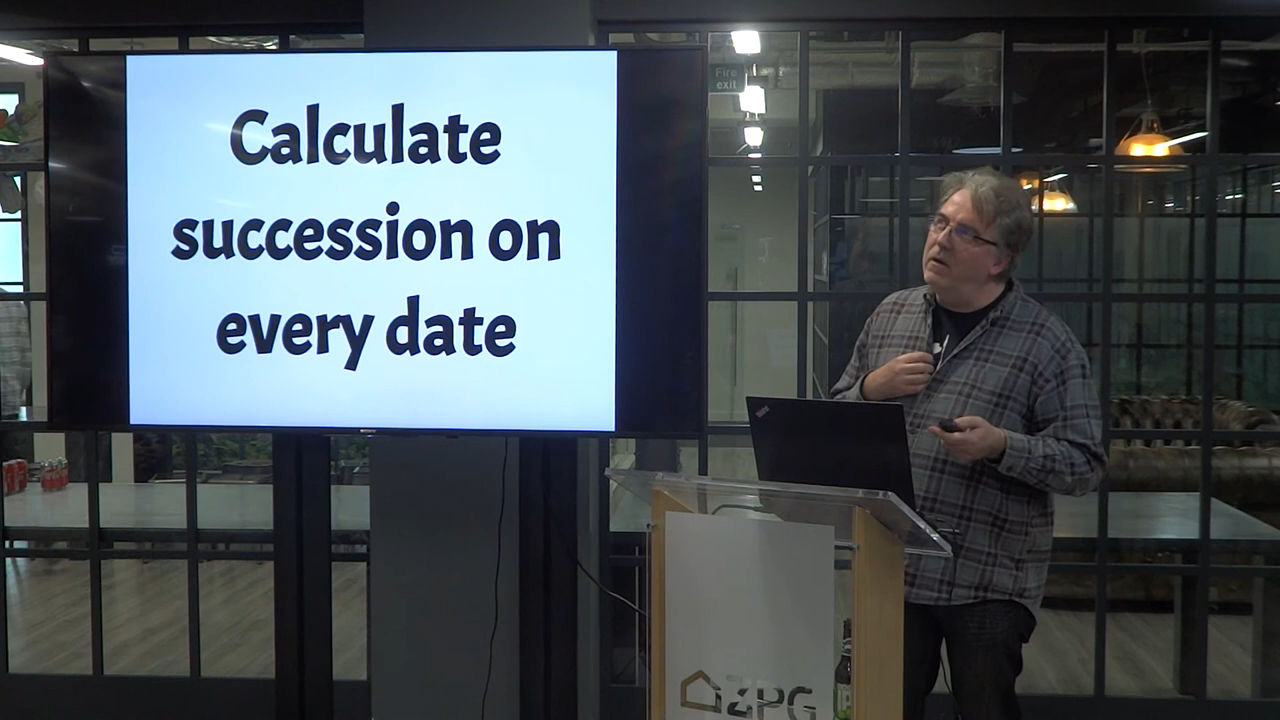 Calculate
succession on
every date
Fire
exit
ZPG